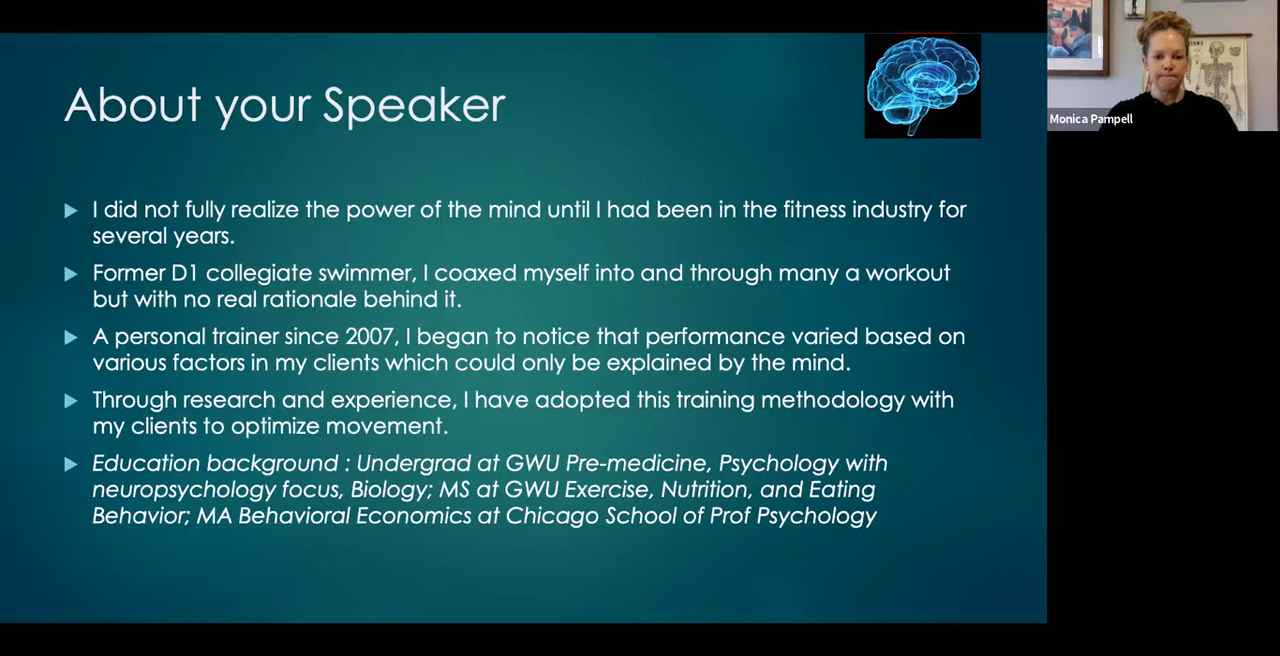 About your Speaker
Monica Pampell
I did not fully realize the power of the mind until I had been in the fitness industry for
several years.
Former D1 collegiate swimmer, I coaxed myself into and through many a workout
but with no real rationale behind it.
A personal trainer since 2007, I began to notice that performance varied based on
various factors in my clients which could only be explained by the mind.
Through research and experience, I have adopted this training methodology with
my clients to optimize movement.
Education background : Undergrad at GWU Pre-medicine, Psychology with
neuropsychology focus, Biology; MS at GWU Exercise, Nutrition, and Eating
Behavior; MA Behavioral Economics at Chicago School of Prof Psychology